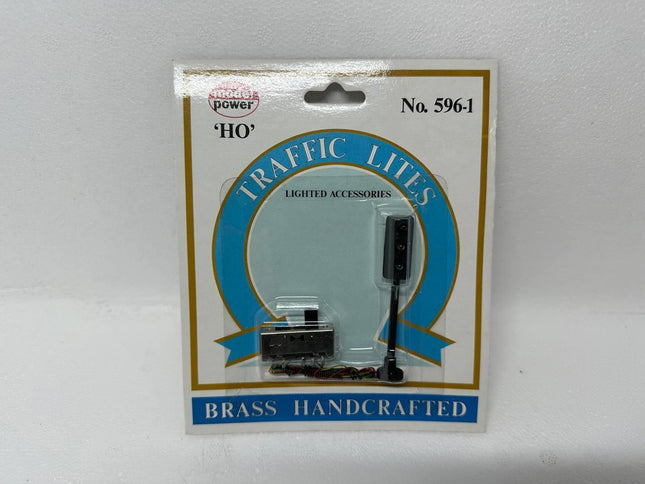 model
power
No. 596-1
'HO'
TRAFFIC LITES
LIGHTED ACCESSORIES
BRASS HANDCRAFTED